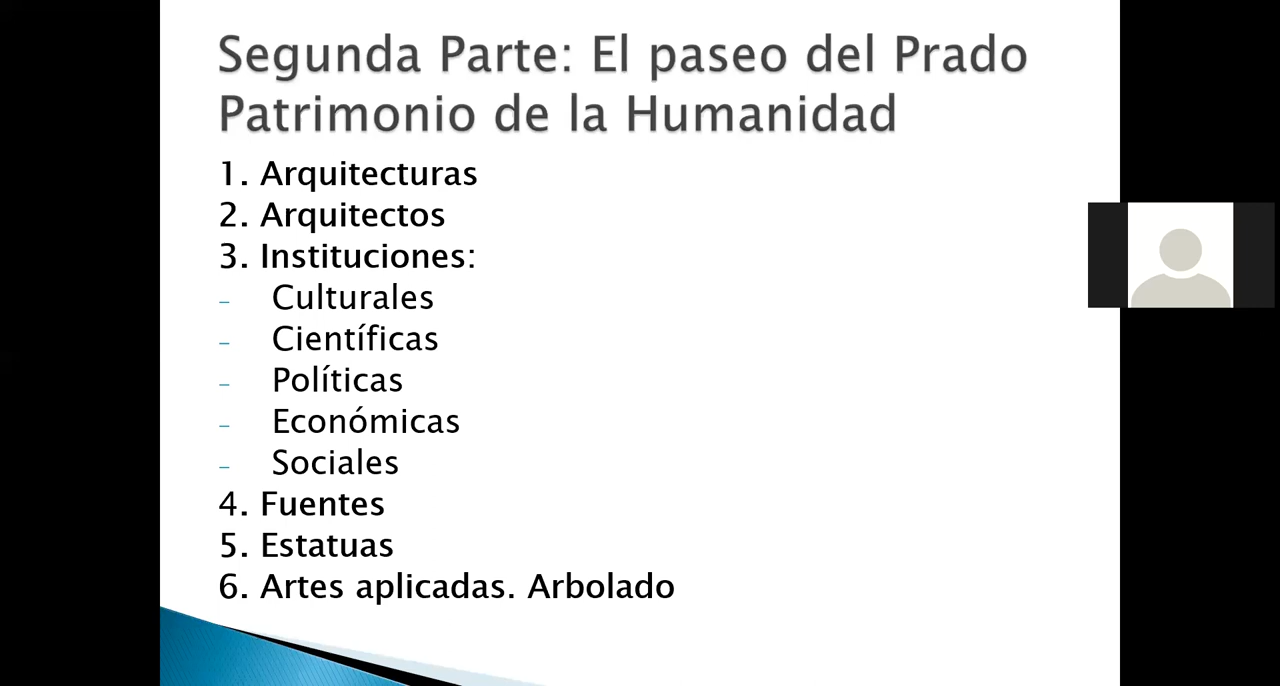 Segunda Parte: El paseo del Prado
Patrimonio de la Humanidad
1. Arquitecturas
2. Arquitectos
3. Instituciones:
– Culturales
– Científicas
– Políticas
– Económicas
– Sociales
4. Fuentes
5. Estatuas
6. Artes aplicadas. Arbolado